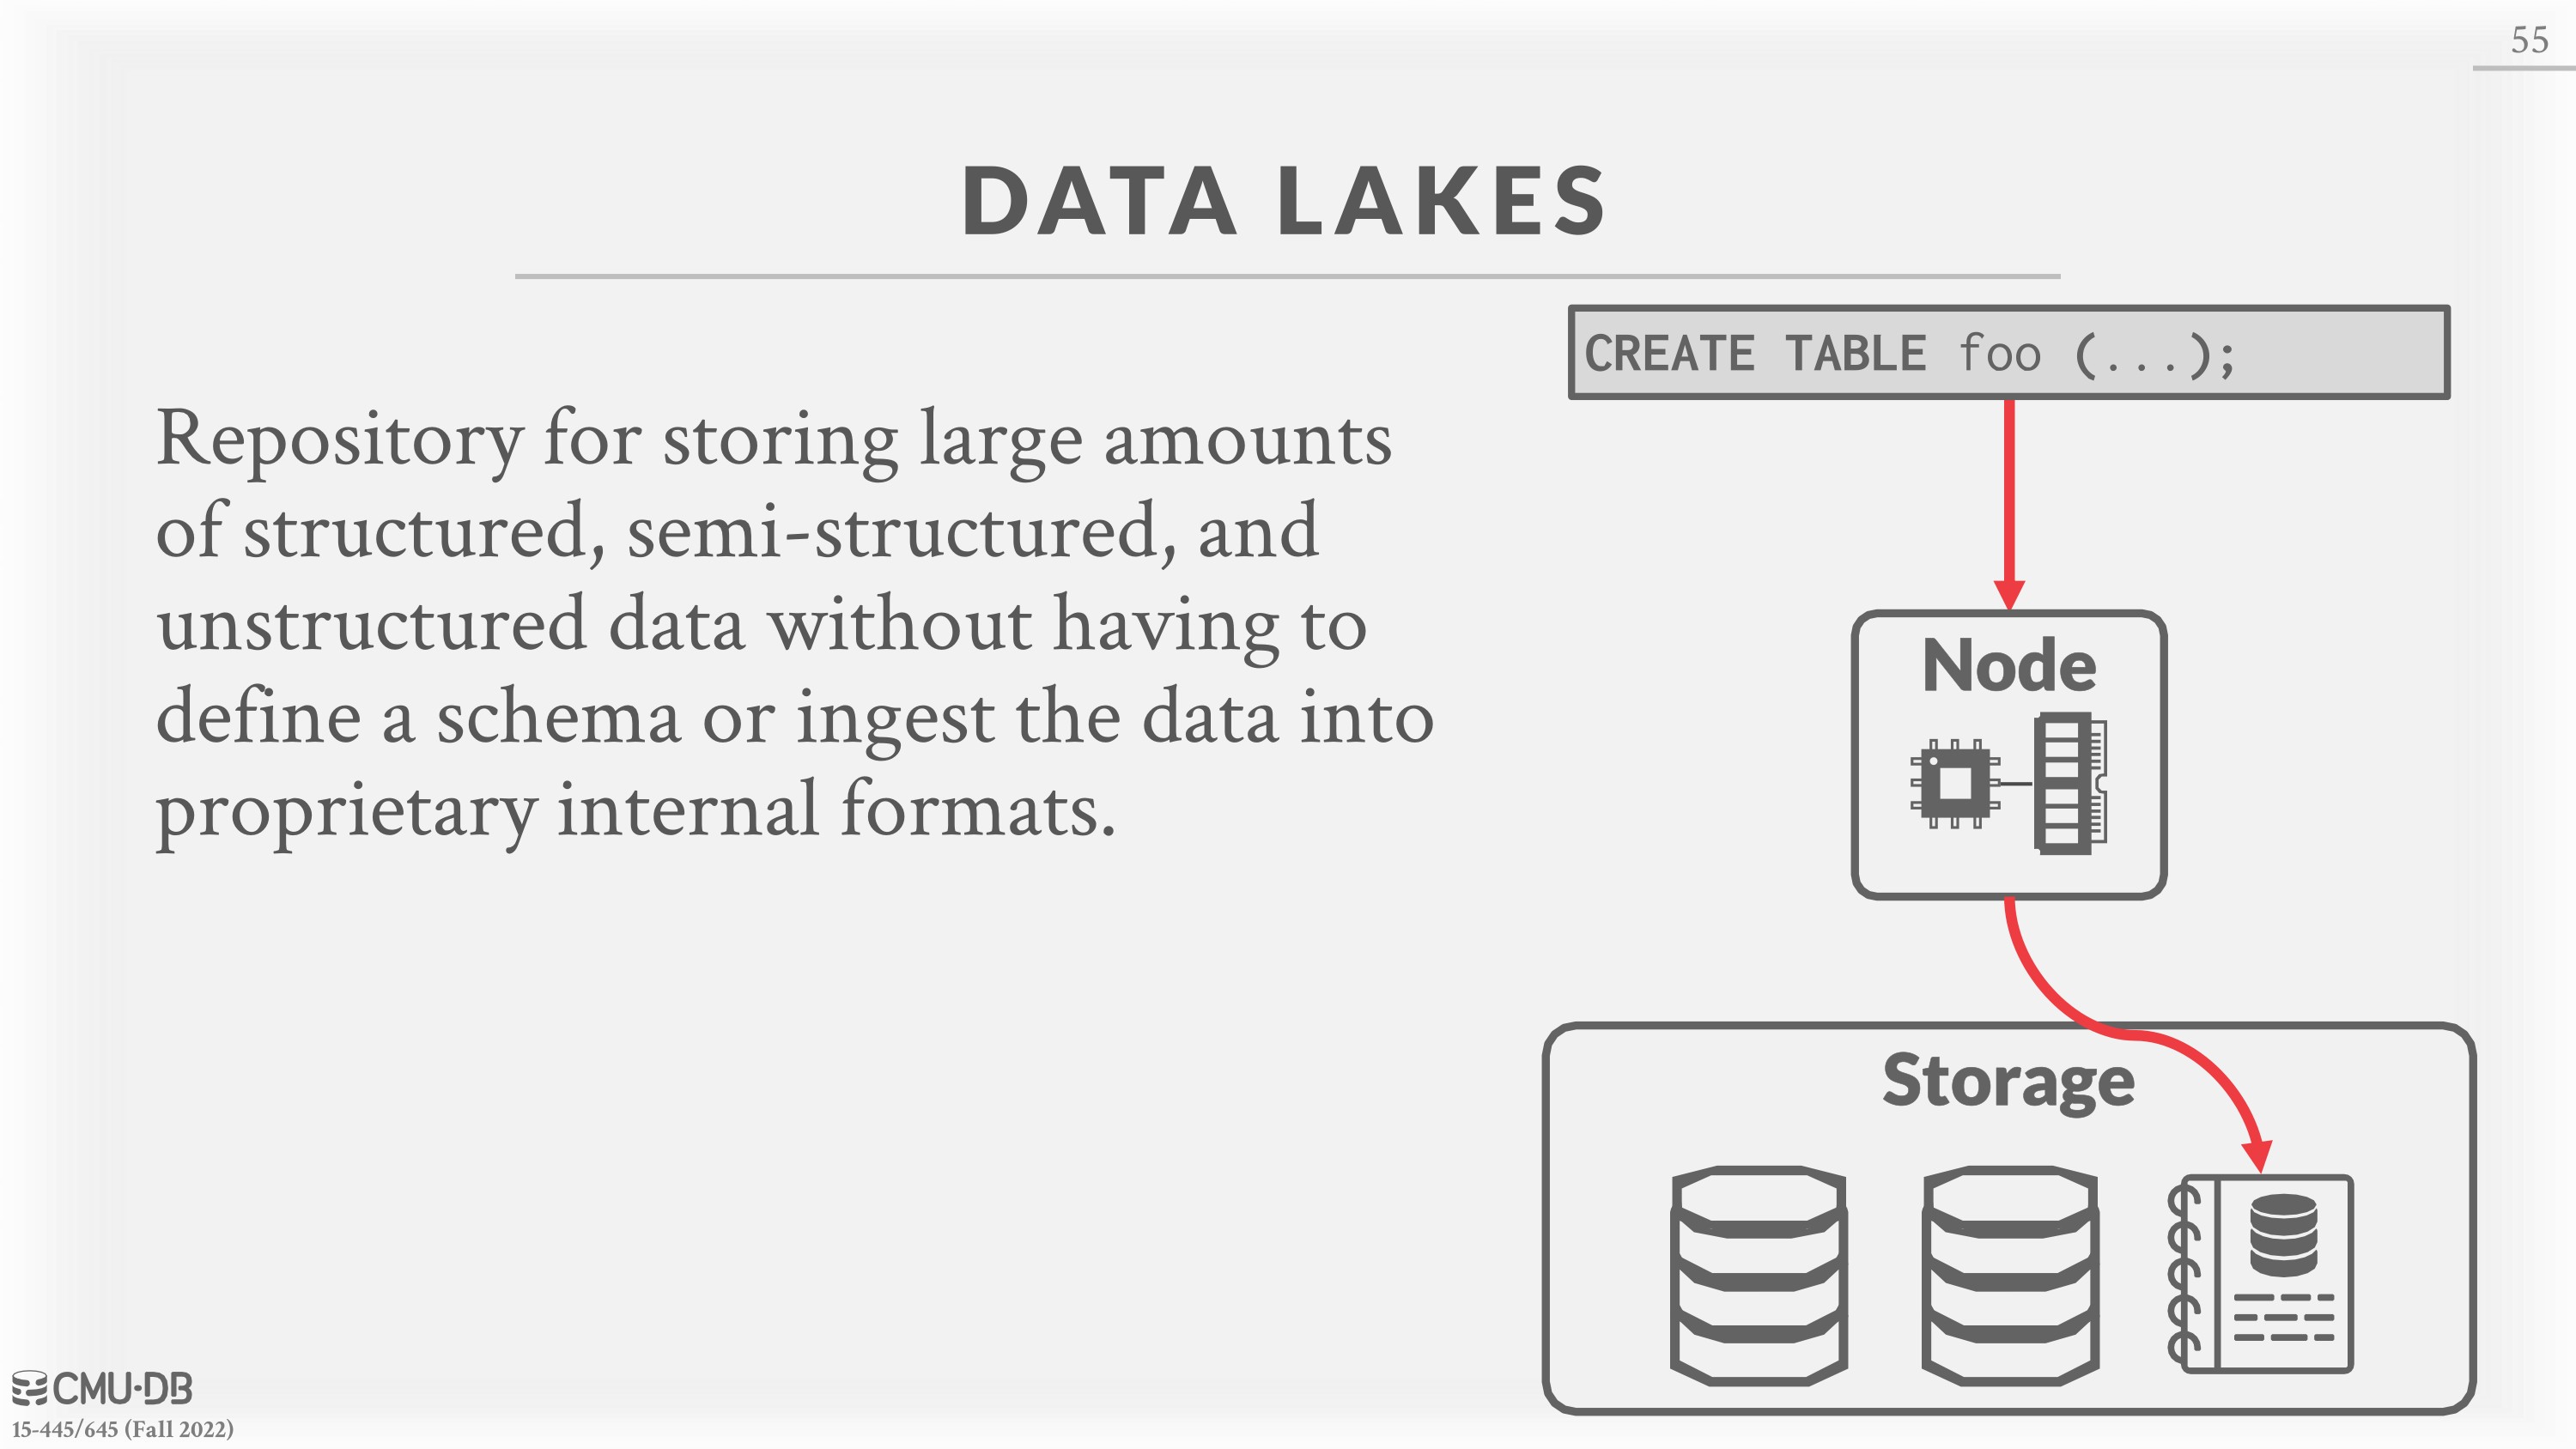 55
DATA LAKES
CREATE TABLE foo (...);
Repository for storing large amounts
of structured, semi-structured, and
unstructured data without having to
define a schema or ingest the data into
proprietary internal formats.
Node
Storage
CMU·DB
15-445/645 (Fall 2022)